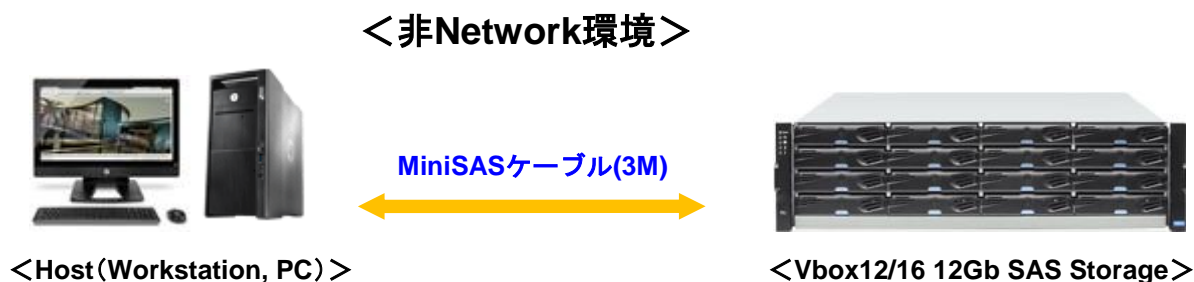 ＜非Network環境＞
MiniSASケーブル(3M)
＜Host（Workstation, PC）＞
＜Vbox12/16 12Gb SAS Storage＞